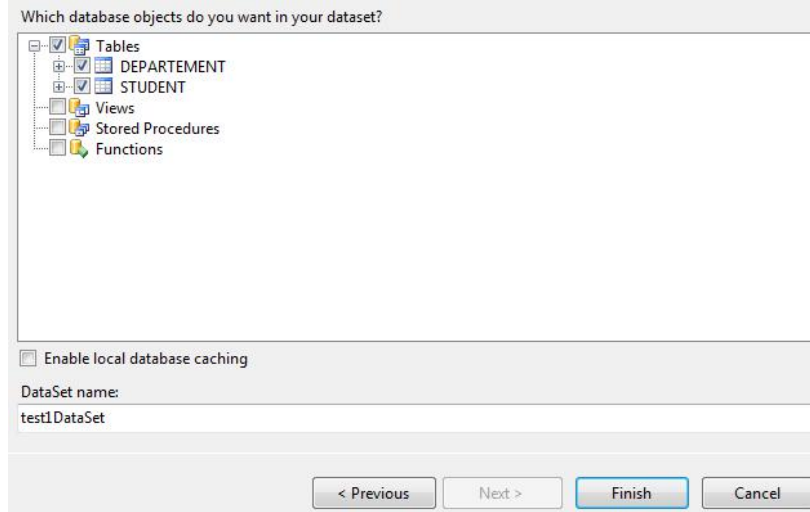 Which database objects do you want in your dataset?
Tables
DEPARTEMENT
STUDENT
Views
Stored Procedures
Functions
Enable local database caching
DataSet name:
test1DataSet
< Previous Next > Finish Cancel